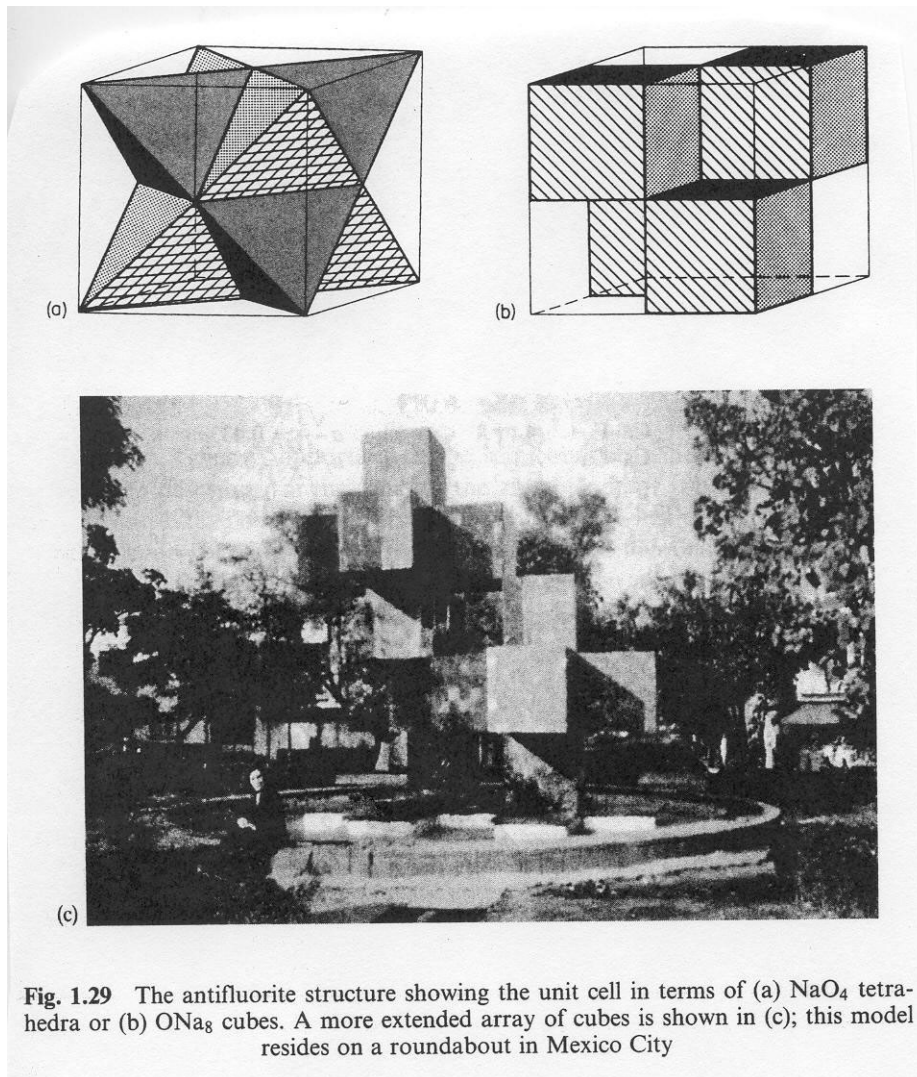 (a)
(b)
(c)
Fig. 1.29 The antifluorite structure showing the unit cell in terms of (a) NaO₄ tetra-
hedra or (b) ONa₈ cubes. A more extended array of cubes is shown in (c); this model
resides on a roundabout in Mexico City